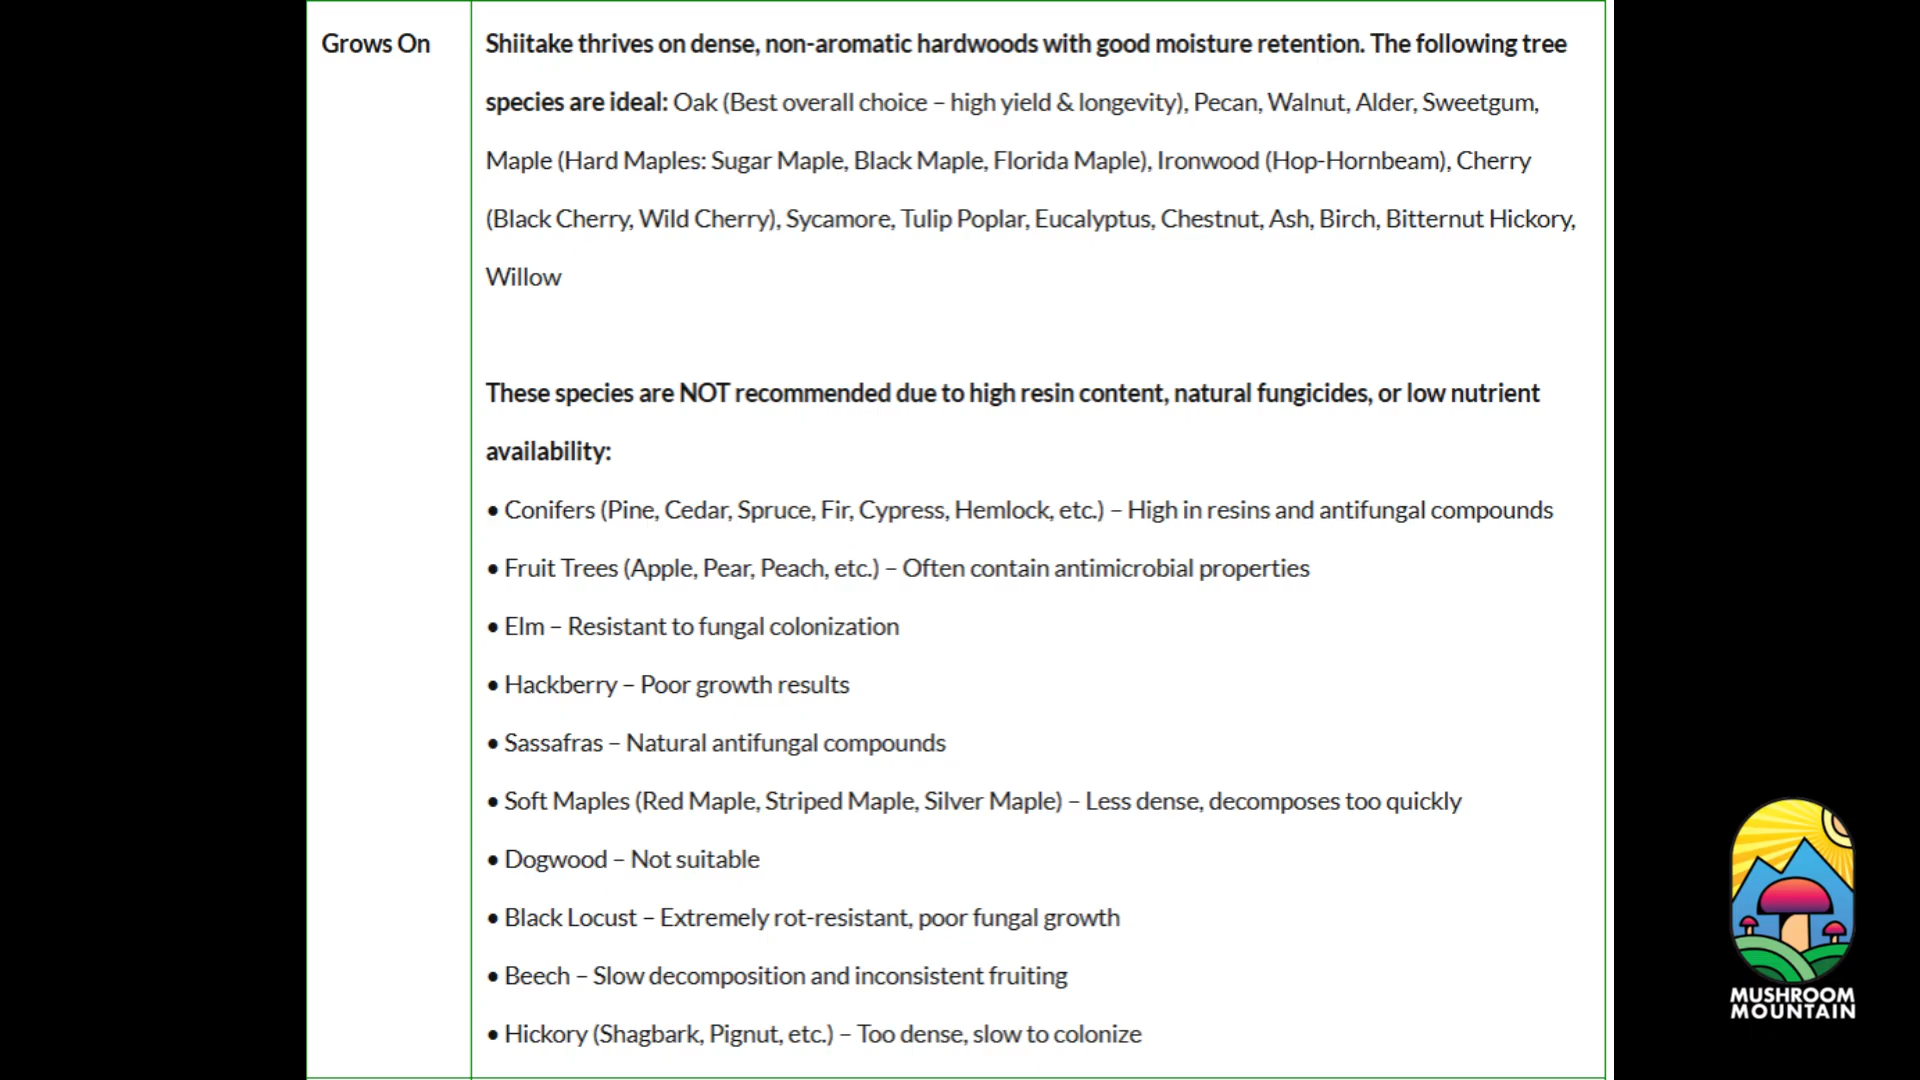 Grows On
Shiitake thrives on dense, non-aromatic hardwoods with good moisture retention. The following tree
species are ideal: Oak (Best overall choice – high yield & longevity), Pecan, Walnut, Alder, Sweetgum,
Maple (Hard Maples: Sugar Maple, Black Maple, Florida Maple), Ironwood (Hop-Hornbeam), Cherry
(Black Cherry, Wild Cherry), Sycamore, Tulip Poplar, Eucalyptus, Chestnut, Ash, Birch, Bitternut Hickory,
Willow
These species are NOT recommended due to high resin content, natural fungicides, or low nutrient
availability:
• Conifers (Pine, Cedar, Spruce, Fir, Cypress, Hemlock, etc.) – High in resins and antifungal compounds
• Fruit Trees (Apple, Pear, Peach, etc.) – Often contain antimicrobial properties
• Elm – Resistant to fungal colonization
• Hackberry – Poor growth results
• Sassafras – Natural antifungal compounds
• Soft Maples (Red Maple, Striped Maple, Silver Maple) – Less dense, decomposes too quickly
• Dogwood – Not suitable
• Black Locust – Extremely rot-resistant, poor fungal growth
• Beech – Slow decomposition and inconsistent fruiting
• Hickory (Shagbark, Pignut, etc.) – Too dense, slow to colonize
MUSHROOM
MOUNTAIN